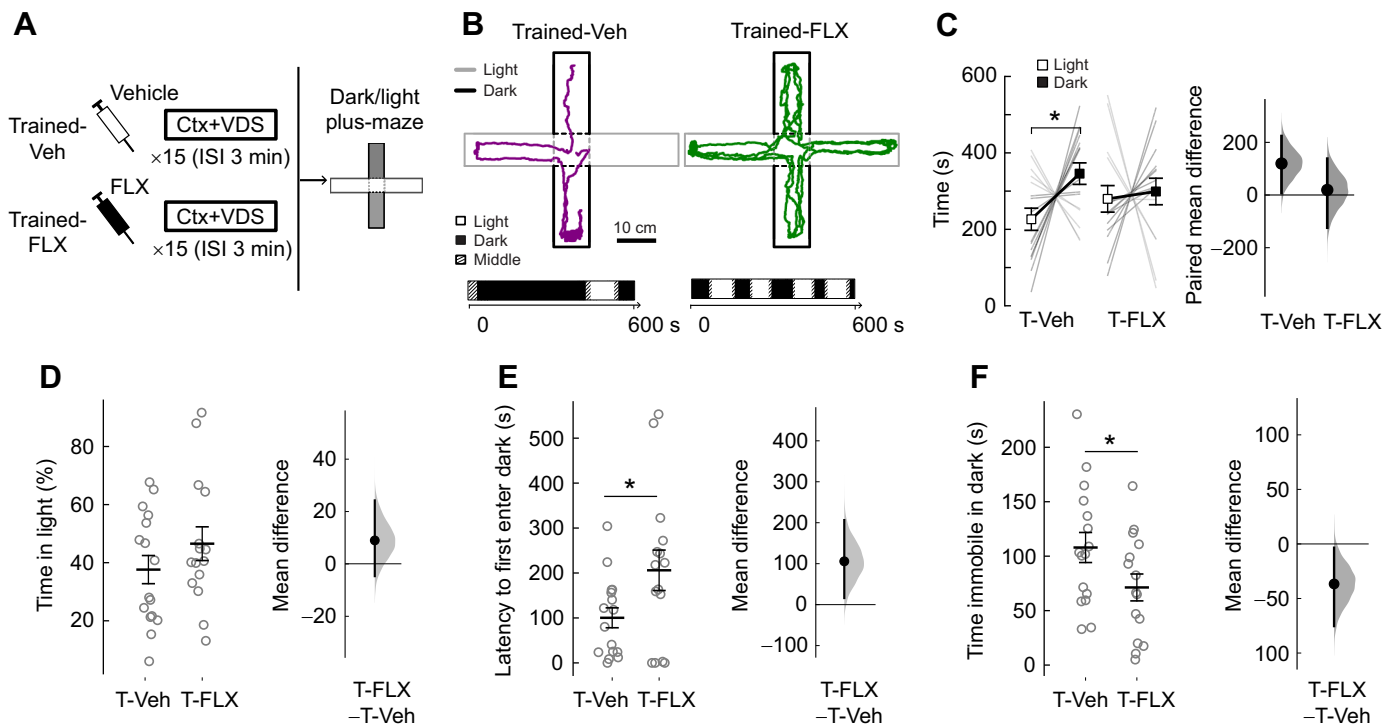 A
Vehicle
Trained-
Veh
Ctx+VDS
×15 (ISI 3 min)
FLX
Trained-
FLX
Ctx+VDS
×15 (ISI 3 min)
Dark/light
plus-maze
B
Trained-Veh
Trained-FLX
Light
Dark
Light
Dark
Middle
10 cm
0
600 s
0
600 s
C
Light
Dark
Time (s)
600
400
200
0
*
T-Veh
T-FLX
Paired mean difference
200
0
−200
T-Veh
T-FLX
D
Time in light (%)
80
60
40
20
T-Veh
T-FLX
Mean difference
40
20
0
−20
T-FLX
−T-Veh
E
Latency to first enter dark (s)
500
400
300
200
100
0
*
T-Veh
T-FLX
Mean difference
400
300
200
100
0
−100
T-FLX
−T-Veh
F
Time immobile in dark (s)
200
150
100
50
0
*
T-Veh
T-FLX
Mean difference
100
50
0
−50
100
T-FLX
−T-Veh